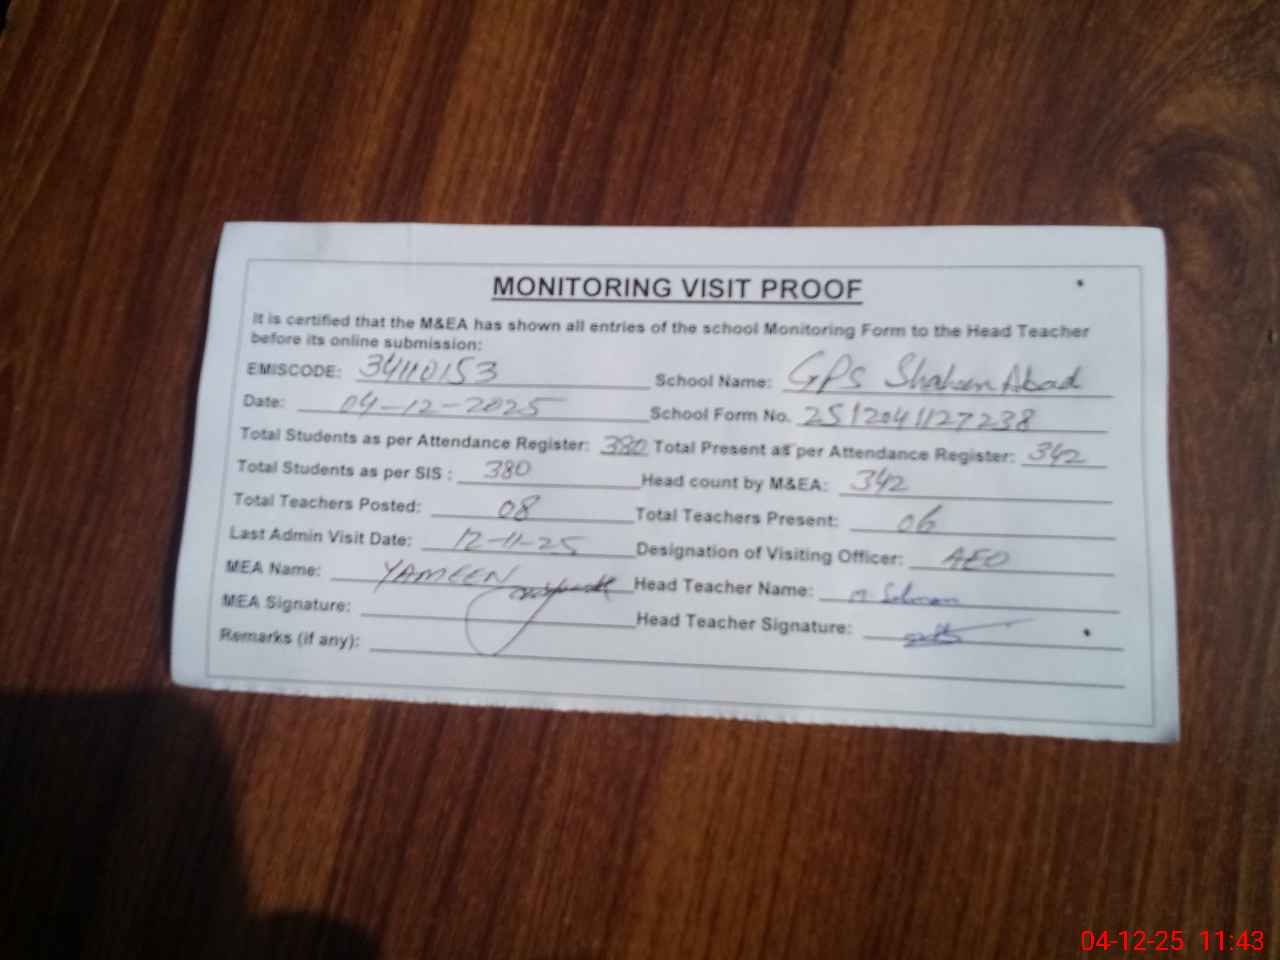 MONITORING VISIT PROOF
It is certified that the M&EA has shown all entries of the school Monitoring Form to the Head Teacher
before its online submission:
EMISCODE: 34110153 School Name: GPS Shaheen Abad
Date: 04-12-2025 School Form No. 2512041127238
Total Students as per Attendance Register: 380 Total Present as per Attendance Register: 342
Total Students as per SIS : 380 Head count by M&EA: 342
Total Teachers Posted: 08 Total Teachers Present: 06
Last Admin Visit Date: 12-11-25 Designation of Visiting Officer: AEO
MEA Name: YAMEEN Head Teacher Name: M. Salman
MEA Signature: Head Teacher Signature:
Remarks (if any):
04-12-25 11:43